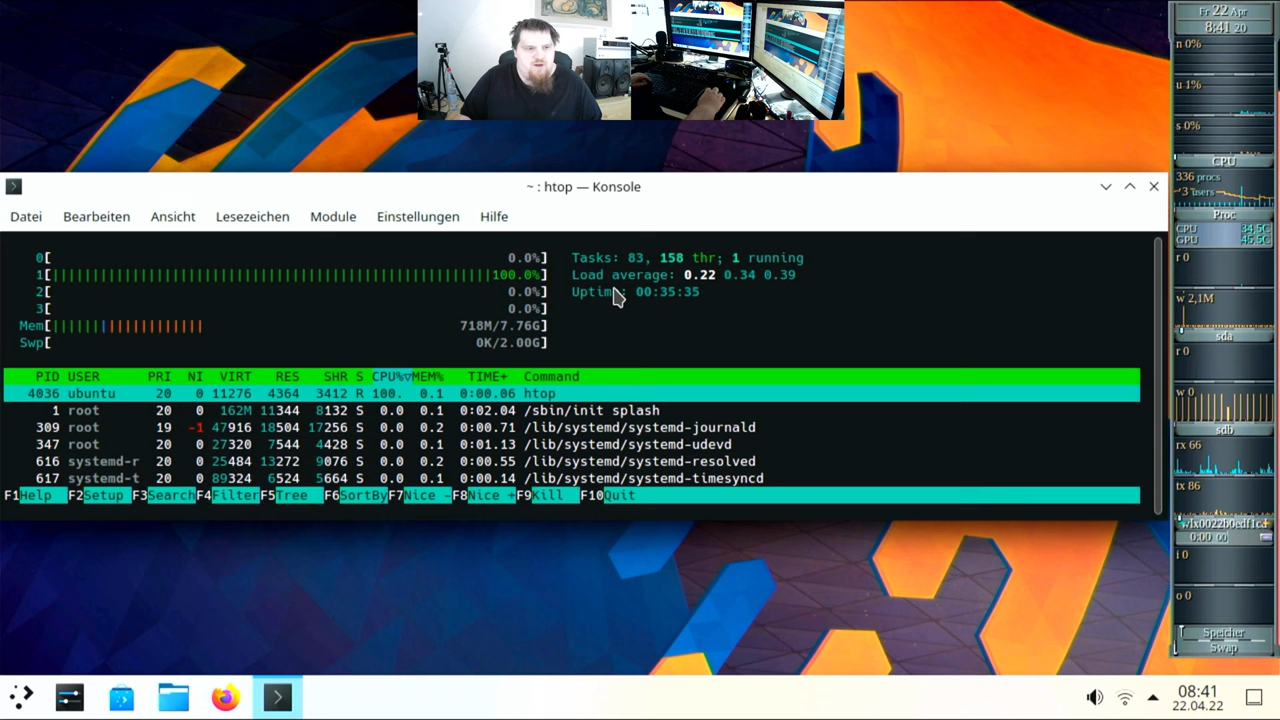 ~ : htop — Konsole
Datei Bearbeiten Ansicht Lesezeichen Module Einstellungen Hilfe
0[ 0.0%] Tasks: 83, 158 thr; 1 running
1[||||||||||||||||||||||||||||||||||||||||||||||||||||100.0%] Load average: 0.22 0.34 0.39
2[ 0.0%] Uptime: 00:35:35
3[ 0.0%]
Mem[||||||||||||||||||| 718M/7.76G]
Swp[ 0K/2.00G]
PID USER PRI NI VIRT RES SHR S CPU%▽MEM% TIME+ Command
4036 ubuntu 20 0 11276 4364 3412 R 100. 0.1 0:00.06 htop
1 root 20 0 162M 11344 8132 S 0.0 0.1 0:02.04 /sbin/init splash
309 root 19 -1 47916 18504 17256 S 0.0 0.2 0:00.71 /lib/systemd/systemd-journald
347 root 20 0 27320 7544 4428 S 0.0 0.1 0:01.13 /lib/systemd/systemd-udevd
616 systemd-r 20 0 25484 13272 9076 S 0.0 0.2 0:00.55 /lib/systemd/systemd-resolved
617 systemd-t 20 0 89324 6524 5664 S 0.0 0.1 0:00.14 /lib/systemd/systemd-timesyncd
F1Help F2Setup F3SearchF4FilterF5Tree F6SortByF7Nice -F8Nice +F9Kill F10Quit
Fr 22 Apr
8:41 20
n 0%
u 1%
s 0%
CPU
336 procs
3 users
Proc
CPU 34,5C
GPU 45,5C
r 0
w 2,1M
sda
r 0
w 0
sdb
rx 66
tx 86
0:00 00
i 0
o 0
Speicher
Swap
08:41
22.04.22